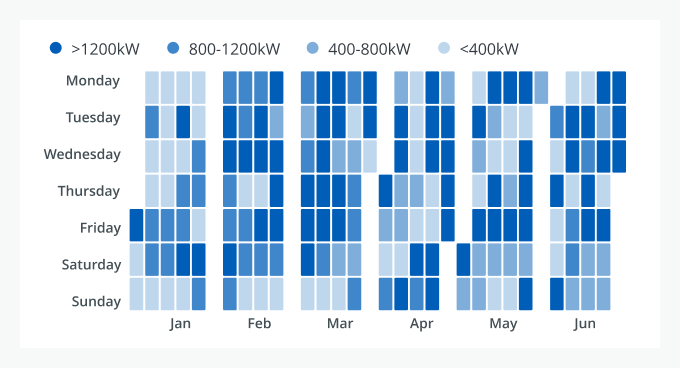 >1200kW 800-1200kW 400-800kW <400kW
Monday
Tuesday
Wednesday
Thursday
Friday
Saturday
Sunday
Jan Feb Mar Apr May Jun